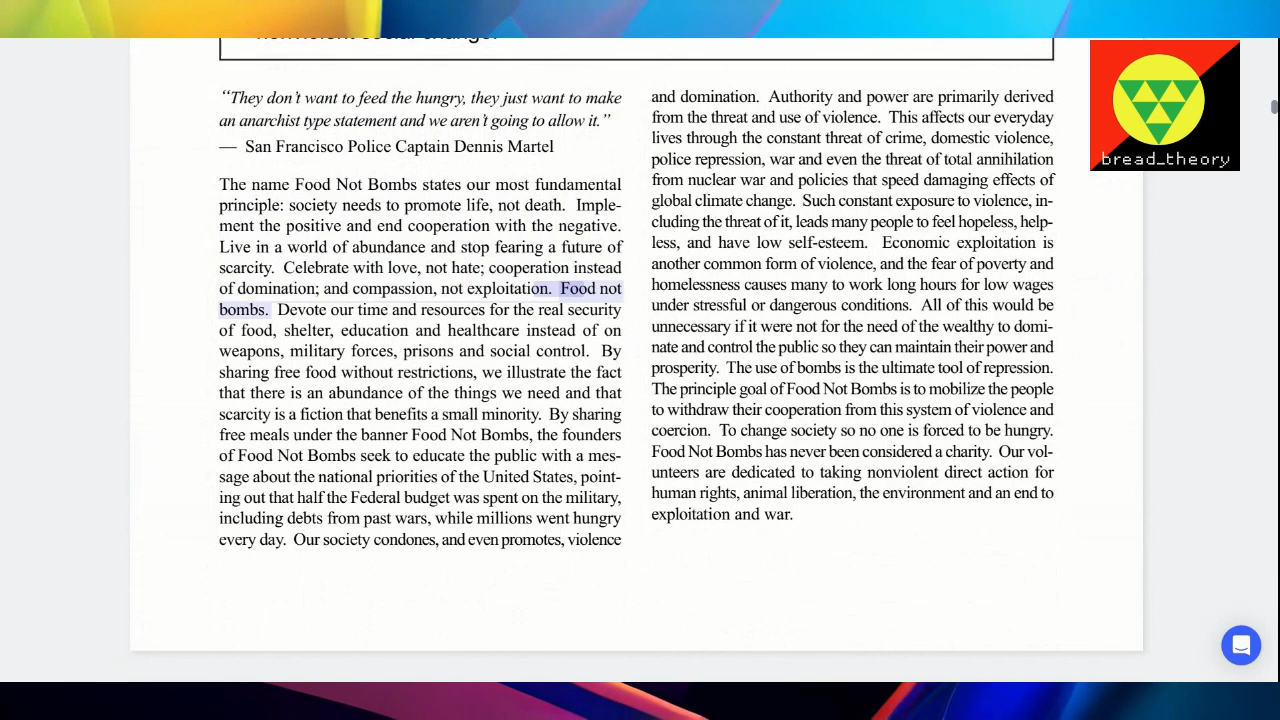 nonviolent social change.
“They don’t want to feed the hungry, they just want to make
an anarchist type statement and we aren’t going to allow it.”
— San Francisco Police Captain Dennis Martel
The name Food Not Bombs states our most fundamental
principle: society needs to promote life, not death. Imple-
ment the positive and end cooperation with the negative.
Live in a world of abundance and stop fearing a future of
scarcity. Celebrate with love, not hate; cooperation instead
of domination; and compassion, not exploitation. Food not
bombs. Devote our time and resources for the real security
of food, shelter, education and healthcare instead of on
weapons, military forces, prisons and social control. By
sharing free food without restrictions, we illustrate the fact
that there is an abundance of the things we need and that
scarcity is a fiction that benefits a small minority. By sharing
free meals under the banner Food Not Bombs, the founders
of Food Not Bombs seek to educate the public with a mes-
sage about the national priorities of the United States, point-
ing out that half the Federal budget was spent on the military,
including debts from past wars, while millions went hungry
every day. Our society condones, and even promotes, violence
and domination. Authority and power are primarily derived
from the threat and use of violence. This affects our everyday
lives through the constant threat of crime, domestic violence,
police repression, war and even the threat of total annihilation
from nuclear war and policies that speed damaging effects of
global climate change. Such constant exposure to violence, in-
cluding the threat of it, leads many people to feel hopeless, help-
less, and have low self-esteem. Economic exploitation is
another common form of violence, and the fear of poverty and
homelessness causes many to work long hours for low wages
under stressful or dangerous conditions. All of this would be
unnecessary if it were not for the need of the wealthy to domi-
nate and control the public so they can maintain their power and
prosperity. The use of bombs is the ultimate tool of repression.
The principle goal of Food Not Bombs is to mobilize the people
to withdraw their cooperation from this system of violence and
coercion. To change society so no one is forced to be hungry.
Food Not Bombs has never been considered a charity. Our vol-
unteers are dedicated to taking nonviolent direct action for
human rights, animal liberation, the environment and an end to
exploitation and war.
bread_theory